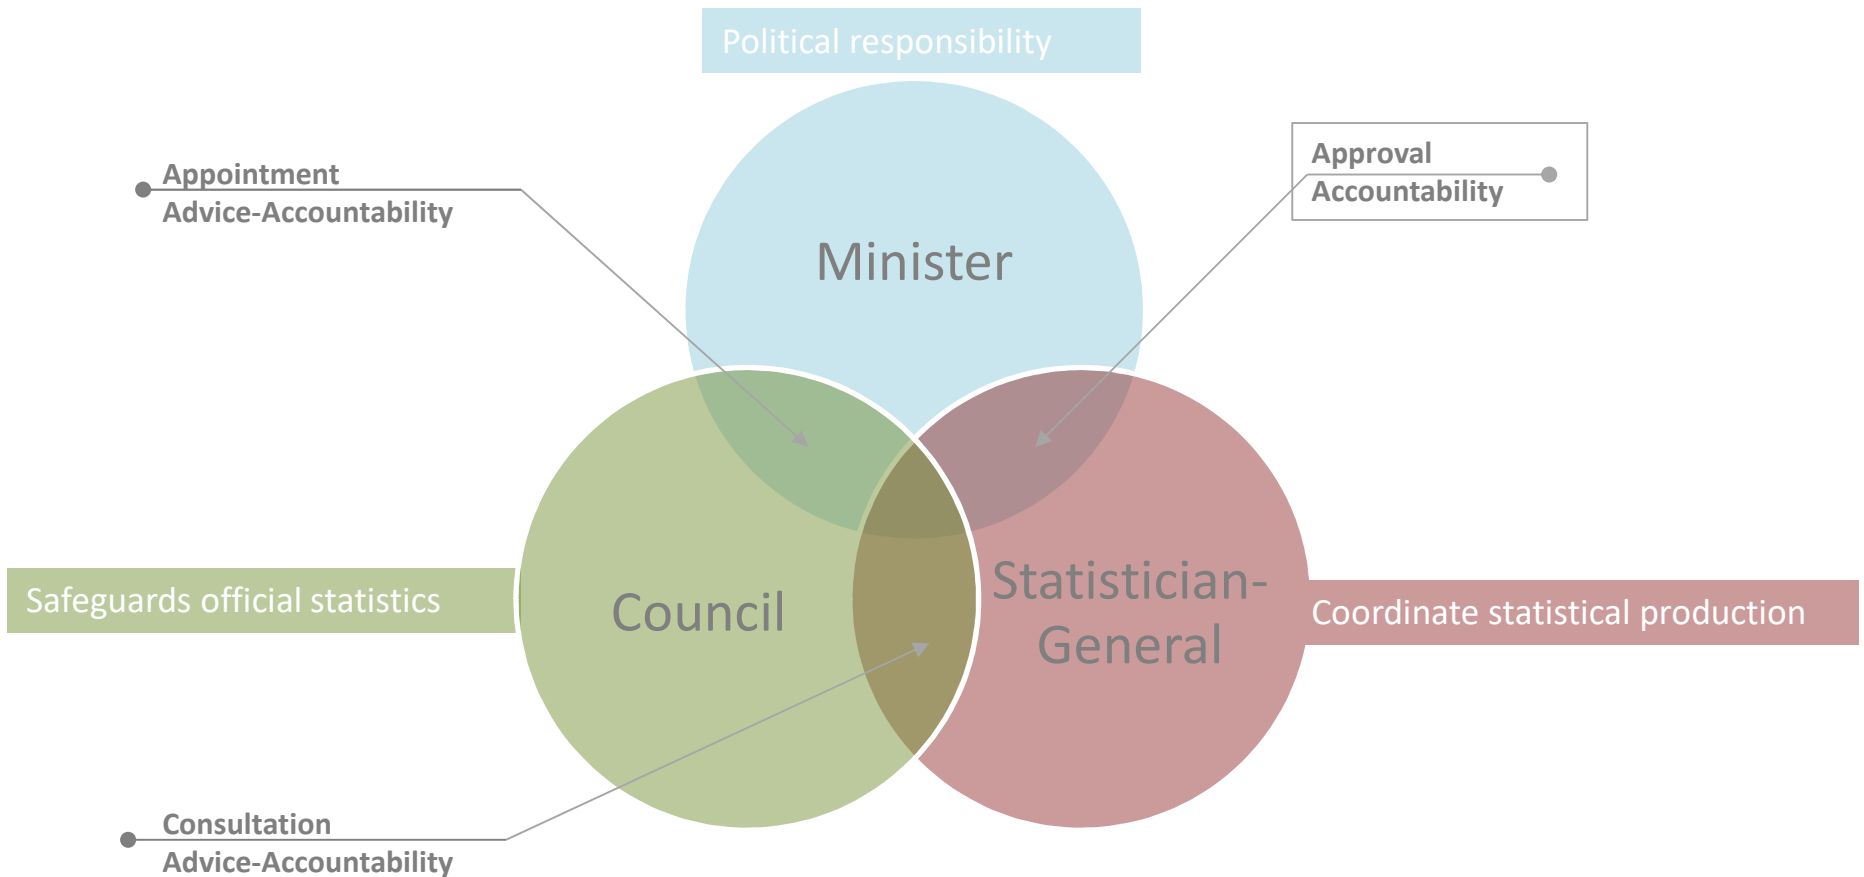 Political responsibility
Appointment
Advice-Accountability
Approval
Accountability
Minister
Safeguards official statistics
Council
Statistician-
General
Coordinate statistical production
Consultation
Advice-Accountability